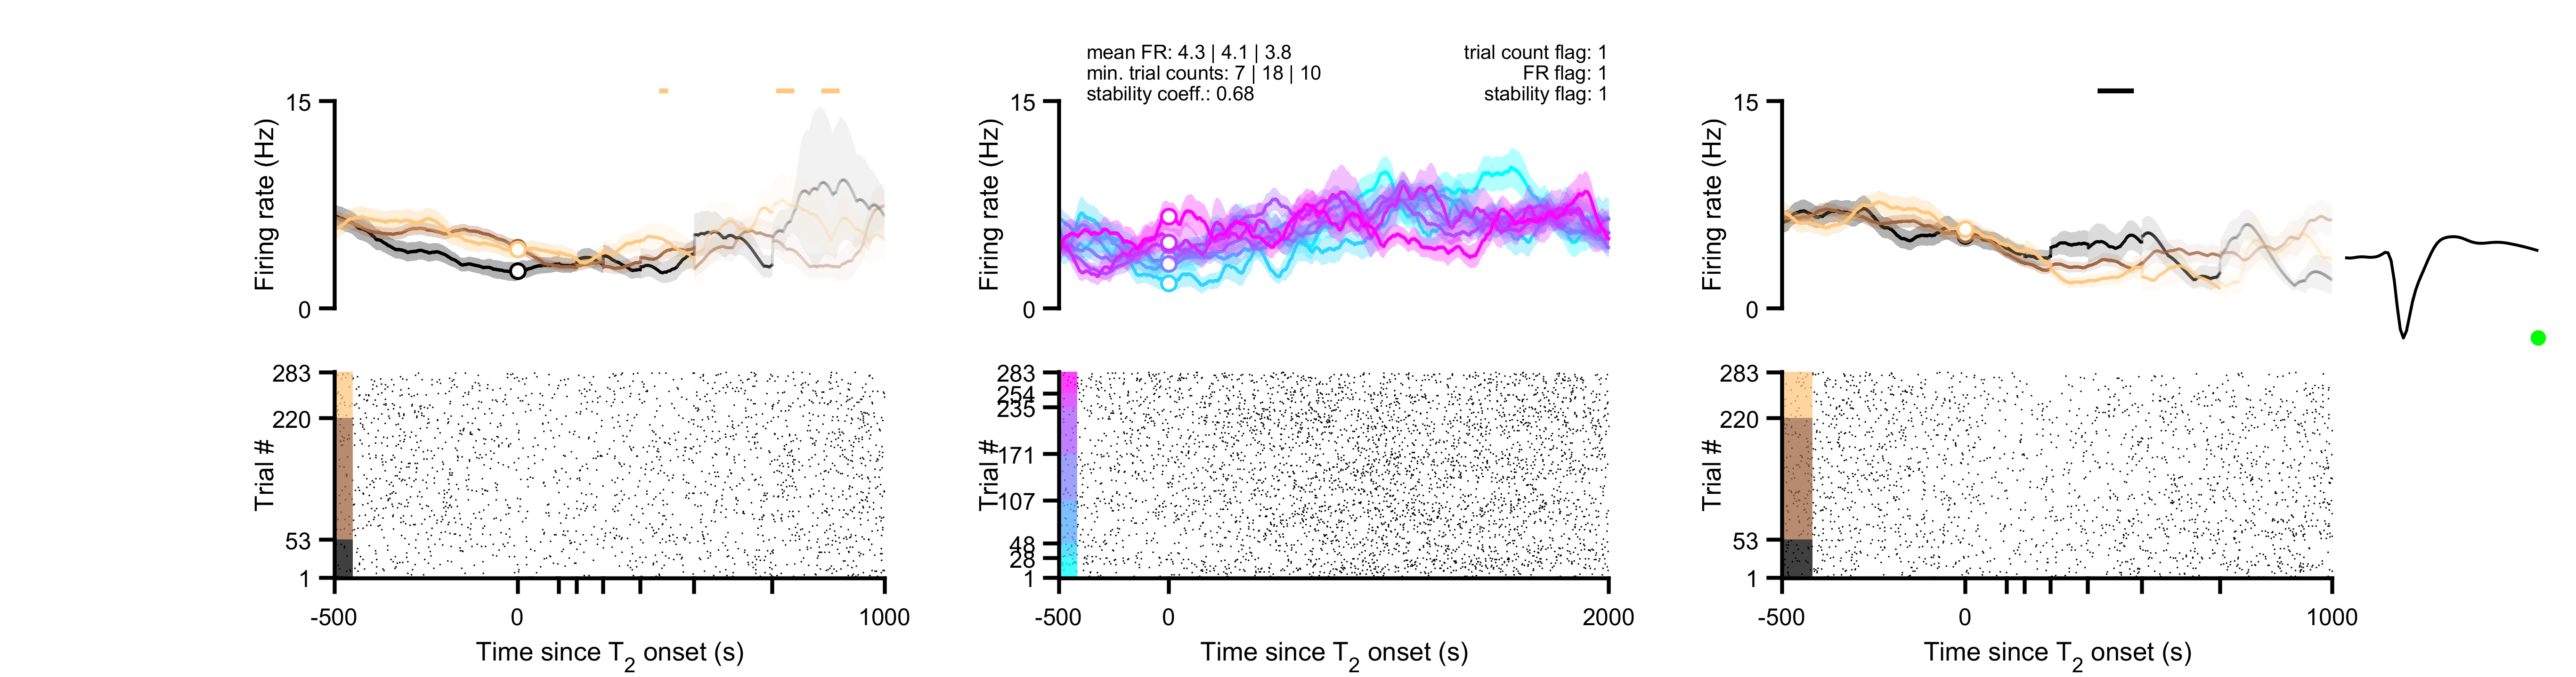 mean FR: 4.3 | 4.1 | 3.8
min. trial counts: 7 | 18 | 10
stability coeff.: 0.68
trial count flag: 1
FR flag: 1
stability flag: 1
15
Firing rate (Hz)
0
15
Firing rate (Hz)
0
15
Firing rate (Hz)
0
283
220
Trial #
53
1
-500
0
1000
Time since T2 onset (s)
283
254
235
171
Trial #
107
48
28
1
-500
0
2000
Time since T2 onset (s)
283
220
Trial #
53
1
-500
0
1000
Time since T2 onset (s)